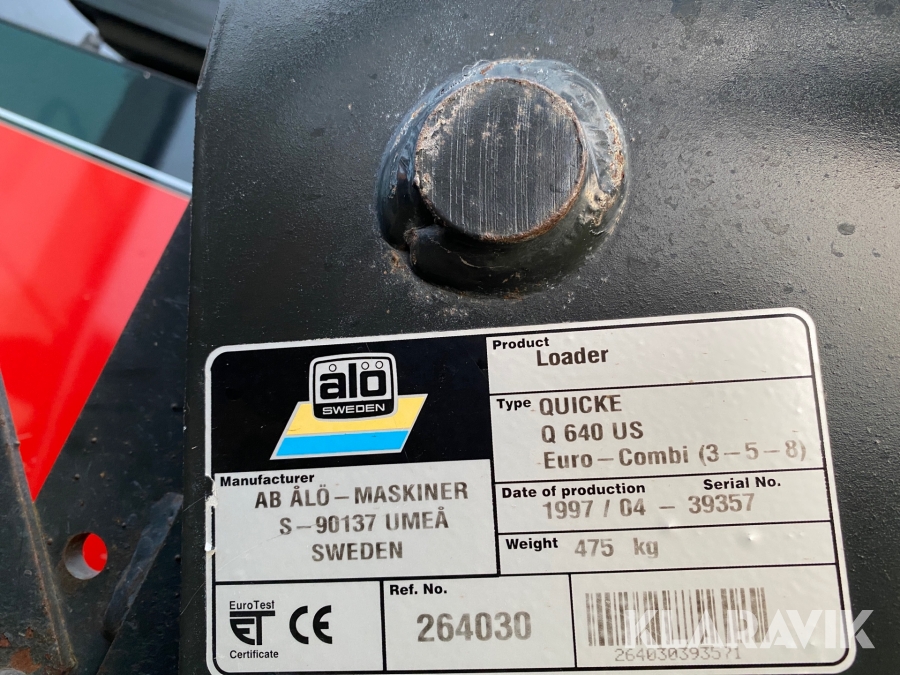 ålö
SWEDEN
Product
Loader
Type QUICKE
Q 640 US
Euro-Combi (3-5-8)
Manufacturer
AB ÅLÖ-MASKINER
S-90137 UMEÅ
SWEDEN
Date of production Serial No.
1997 / 04 - 39357
Weight 475 kg
EuroTest
ET CE
Certificate
Ref. No.
264030
264030393571
KLARAVIK